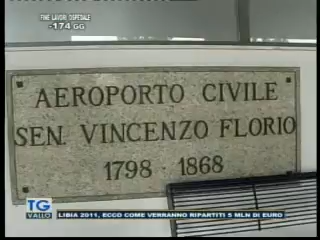 FINE LAVORI OSPEDALE
-174 GG
AEROPORTO CIVILE
SEN. VINCENZO FLORIO
1798 - 1868
TG
VALLO
LIBIA 2011, ECCO COME VERRANNO RIPARTITI 5 MLN DI EURO